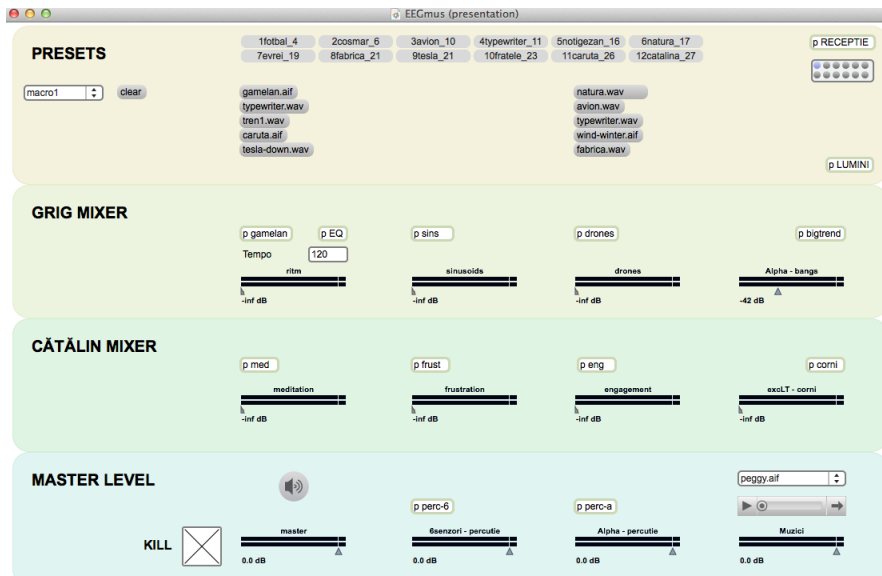 EEGmus (presentation)
PRESETS
1fotbal_4 2cosmar_6 3avion_10 4typewriter_11 5notigezan_16 6natura_17
7evrei_19 8fabrica_21 9tesla_21 10fratele_23 11caruta_26 12catalina_27
p RECEPTIE
macro1 clear
gamelan.aif natura.wav
typewriter.wav avion.wav
tren1.wav typewriter.wav
caruta.aif wind-winter.aif
tesla-down.wav fabrica.wav
p LUMINI
GRIG MIXER
p gamelan p EQ p sins p drones p bigtrend
Tempo 120
ritm sinusoids drones Alpha - bangs
-inf dB -inf dB -inf dB -42 dB
CĂTĂLIN MIXER
p med p frust p eng p corni
meditation frustration engagement excLT - corni
-inf dB -inf dB -inf dB -inf dB
MASTER LEVEL
peggy.aif
p perc-6 p perc-a
KILL
master 6senzori - percutie Alpha - percutie Muzici
0.0 dB 0.0 dB 0.0 dB 0.0 dB